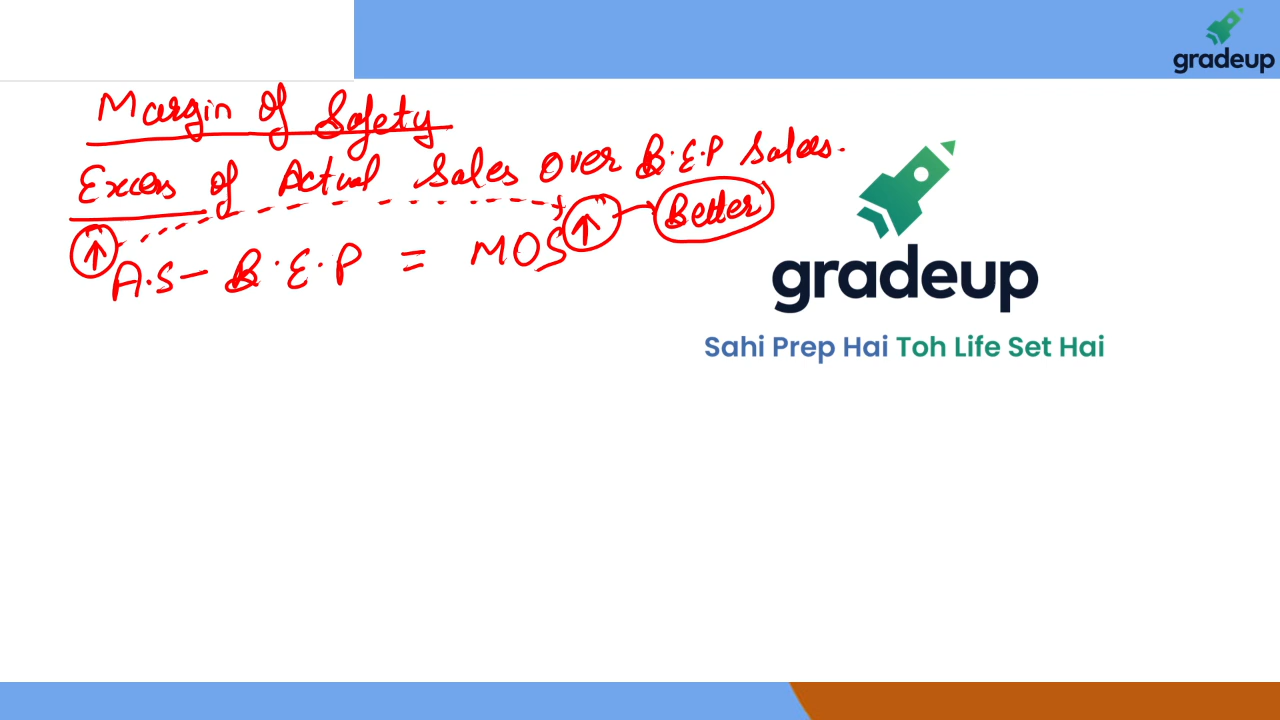 gradeup
Margin of Safety
Excess of Actual Sales Over B.E.P Sales.
↑ A.S - B.E.P = MOS ↑ Better
gradeup
Sahi Prep Hai Toh Life Set Hai